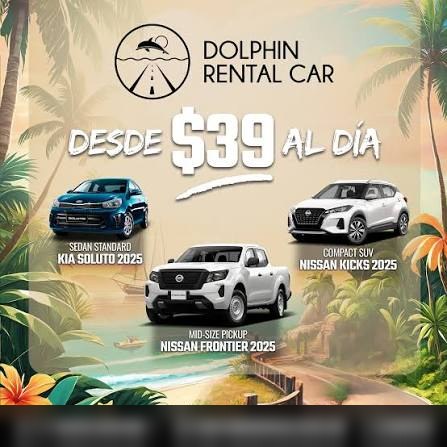 DOLPHIN
RENTAL CAR
DESDE $39 AL DÍA
SEDAN STANDARD
KIA SOLUTO 2025
COMPACT SUV
NISSAN KICKS 2025
MID-SIZE PICKUP
NISSAN FRONTIER 2025